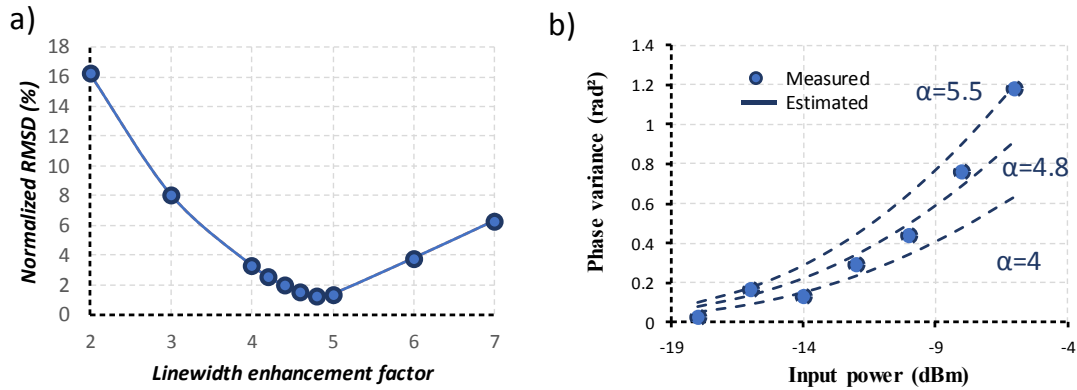 a)
Normalized RMSD (%)
18
16
14
12
10
8
6
4
2
0
2 3 4 5 6 7
Linewidth enhancement factor
b)
Phase variance (rad²)
1.4
1.2
1
0.8
0.6
0.4
0.2
0
Measured
Estimated
α=5.5
α=4.8
α=4
-19 -14 -9 -4
Input power (dBm)